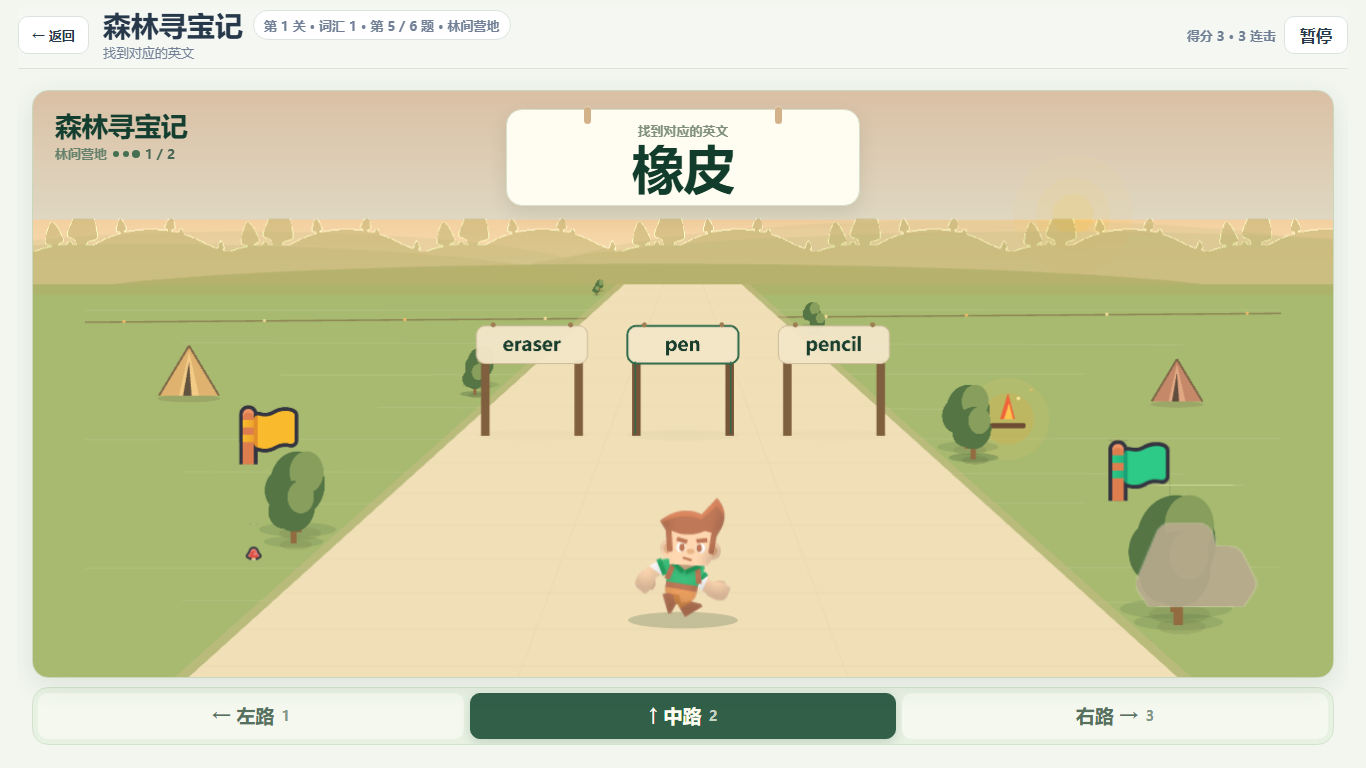 ← 返回
森林寻宝记
第 1 关 • 词汇 1 • 第 5 / 6 题 • 林间营地
找到对应的英文
得分 3 • 3 连击
暂停
森林寻宝记
林间营地 ●●● 1 / 2
找到对应的英文
橡皮
eraser
pen
pencil
← 左路 1
↑ 中路 2
右路 → 3